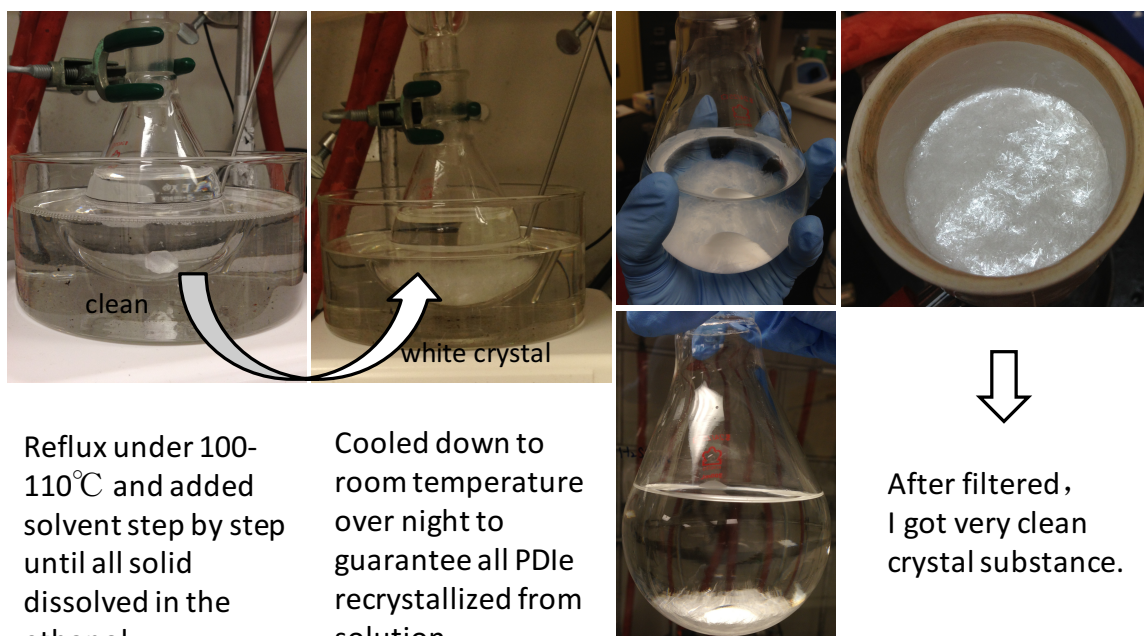 clean
white crystal
Reflux under 100-
110℃ and added
solvent step by step
until all solid
dissolved in the
Cooled down to
room temperature
over night to
guarantee all PDIe
recrystallized from
After filtered，
I got very clean
crystal substance.